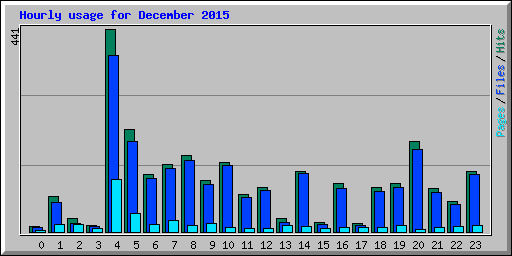 Hourly usage for December 2015
441
Pages / Files / Hits
0 1 2 3 4 5 6 7 8 9 10 11 12 13 14 15 16 17 18 19 20 21 22 23